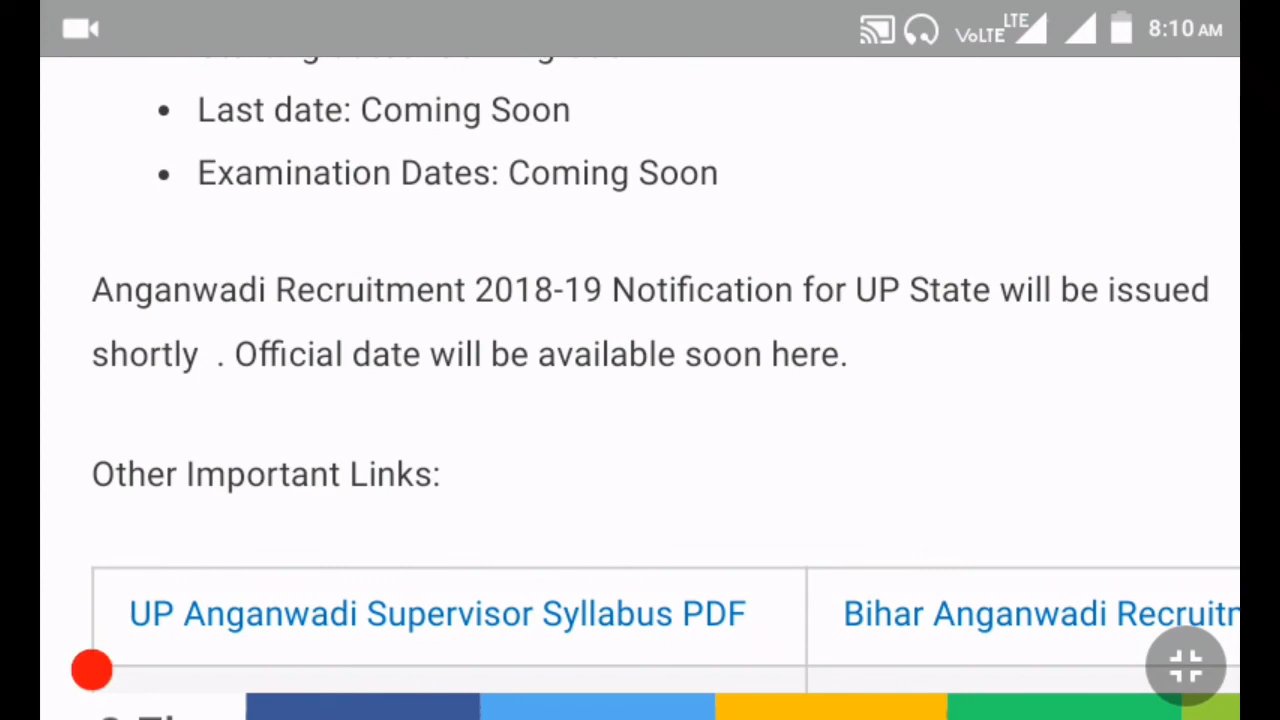 VoLTE LTE 8:10 AM
Last date: Coming Soon
Examination Dates: Coming Soon
Anganwadi Recruitment 2018-19 Notification for UP State will be issued
shortly . Official date will be available soon here.
Other Important Links:
UP Anganwadi Supervisor Syllabus PDF
Bihar Anganwadi